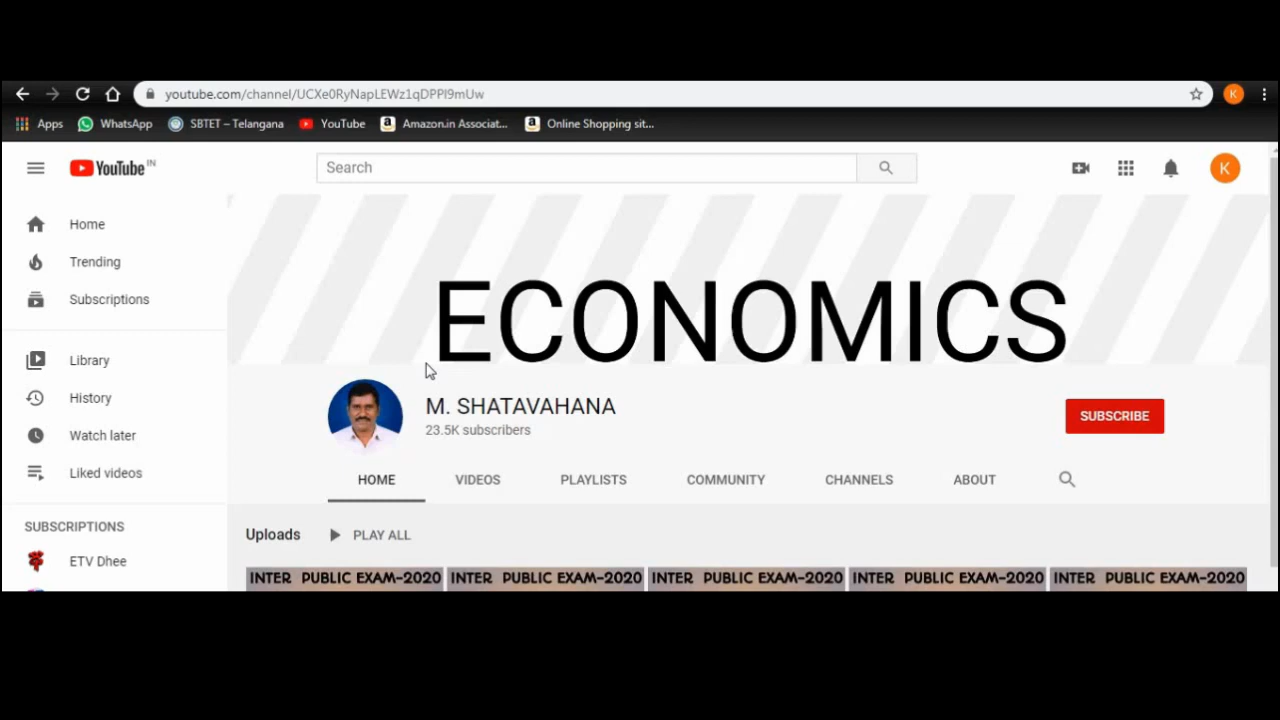 youtube.com/channel/UCXe0RyNapLEWz1qDPPl9mUw K
Apps WhatsApp SBTET – Telangana YouTube Amazon.in Associat... Online Shopping sit...
YouTube IN Search K
Home
Trending
Subscriptions
Library
History
Watch later
Liked videos
SUBSCRIPTIONS
ETV Dhee
ECONOMICS
M. SHATAVAHANA
23.5K subscribers
SUBSCRIBE
HOME VIDEOS PLAYLISTS COMMUNITY CHANNELS ABOUT
Uploads PLAY ALL
INTER PUBLIC EXAM-2020 INTER PUBLIC EXAM-2020 INTER PUBLIC EXAM-2020 INTER PUBLIC EXAM-2020 INTER PUBLIC EXAM-2020